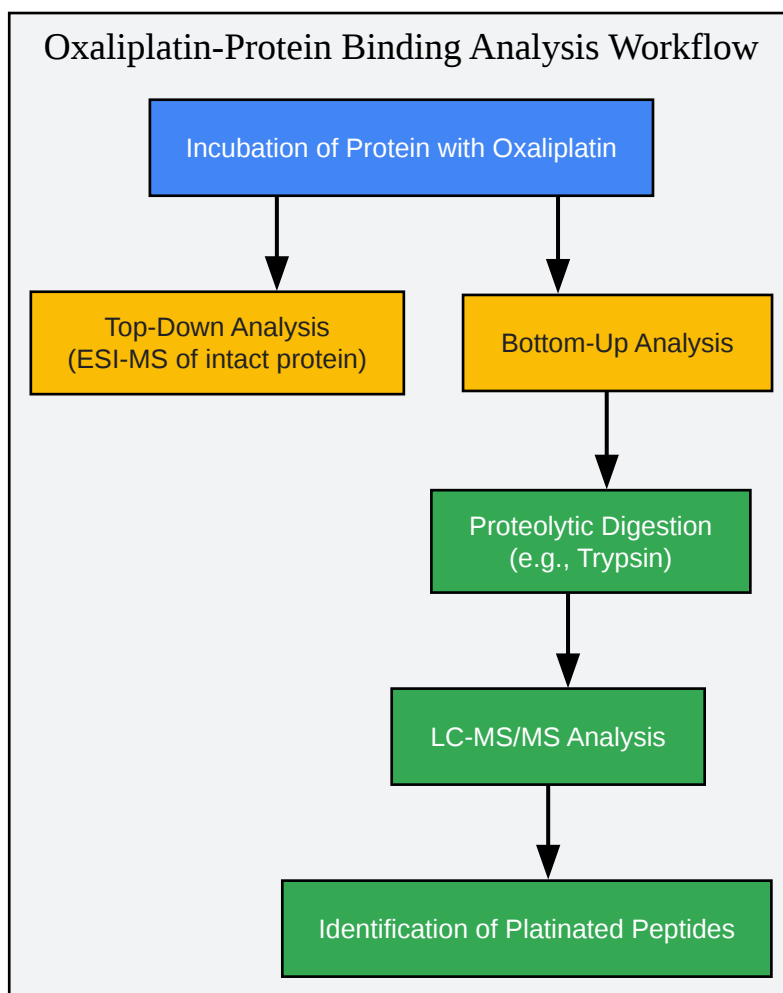 Oxaliplatin-Protein Binding Analysis Workflow
Incubation of Protein with Oxaliplatin
Top-Down Analysis
(ESI-MS of intact protein)
Bottom-Up Analysis
Proteolytic Digestion
(e.g., Trypsin)
LC-MS/MS Analysis
Identification of Platinated Peptides